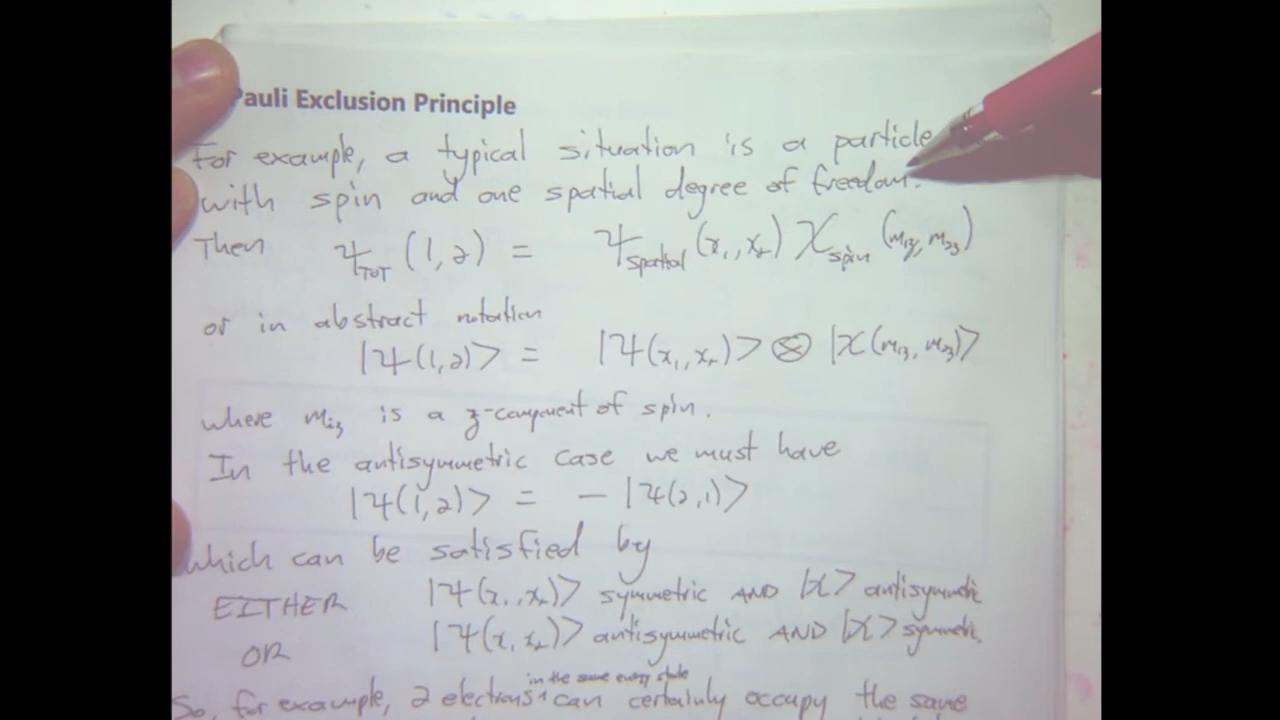 Pauli Exclusion Principle
For example, a typical situation is a particle
with spin and one spatial degree of freedom.
Then ψ_TOT (1,2) = ψ_spatial (x₁,x₂) χ_spin (m₁z, m₂z)
or in abstract notation
|ψ(1,2)> = |ψ(x₁,x₂)> ⊗ |χ(m₁z, m₂z)>
where m_iz is a z-component of spin.
In the antisymmetric case we must have
|ψ(1,2)> = - |ψ(2,1)>
which can be satisfied by
EITHER |ψ(x₁,x₂)> symmetric AND |χ> antisymmetric
OR |ψ(x₁,x₂)> antisymmetric AND |χ> symmetric.
in the same energy state
So, for example, 2 electrons ^ can certainly occupy the same